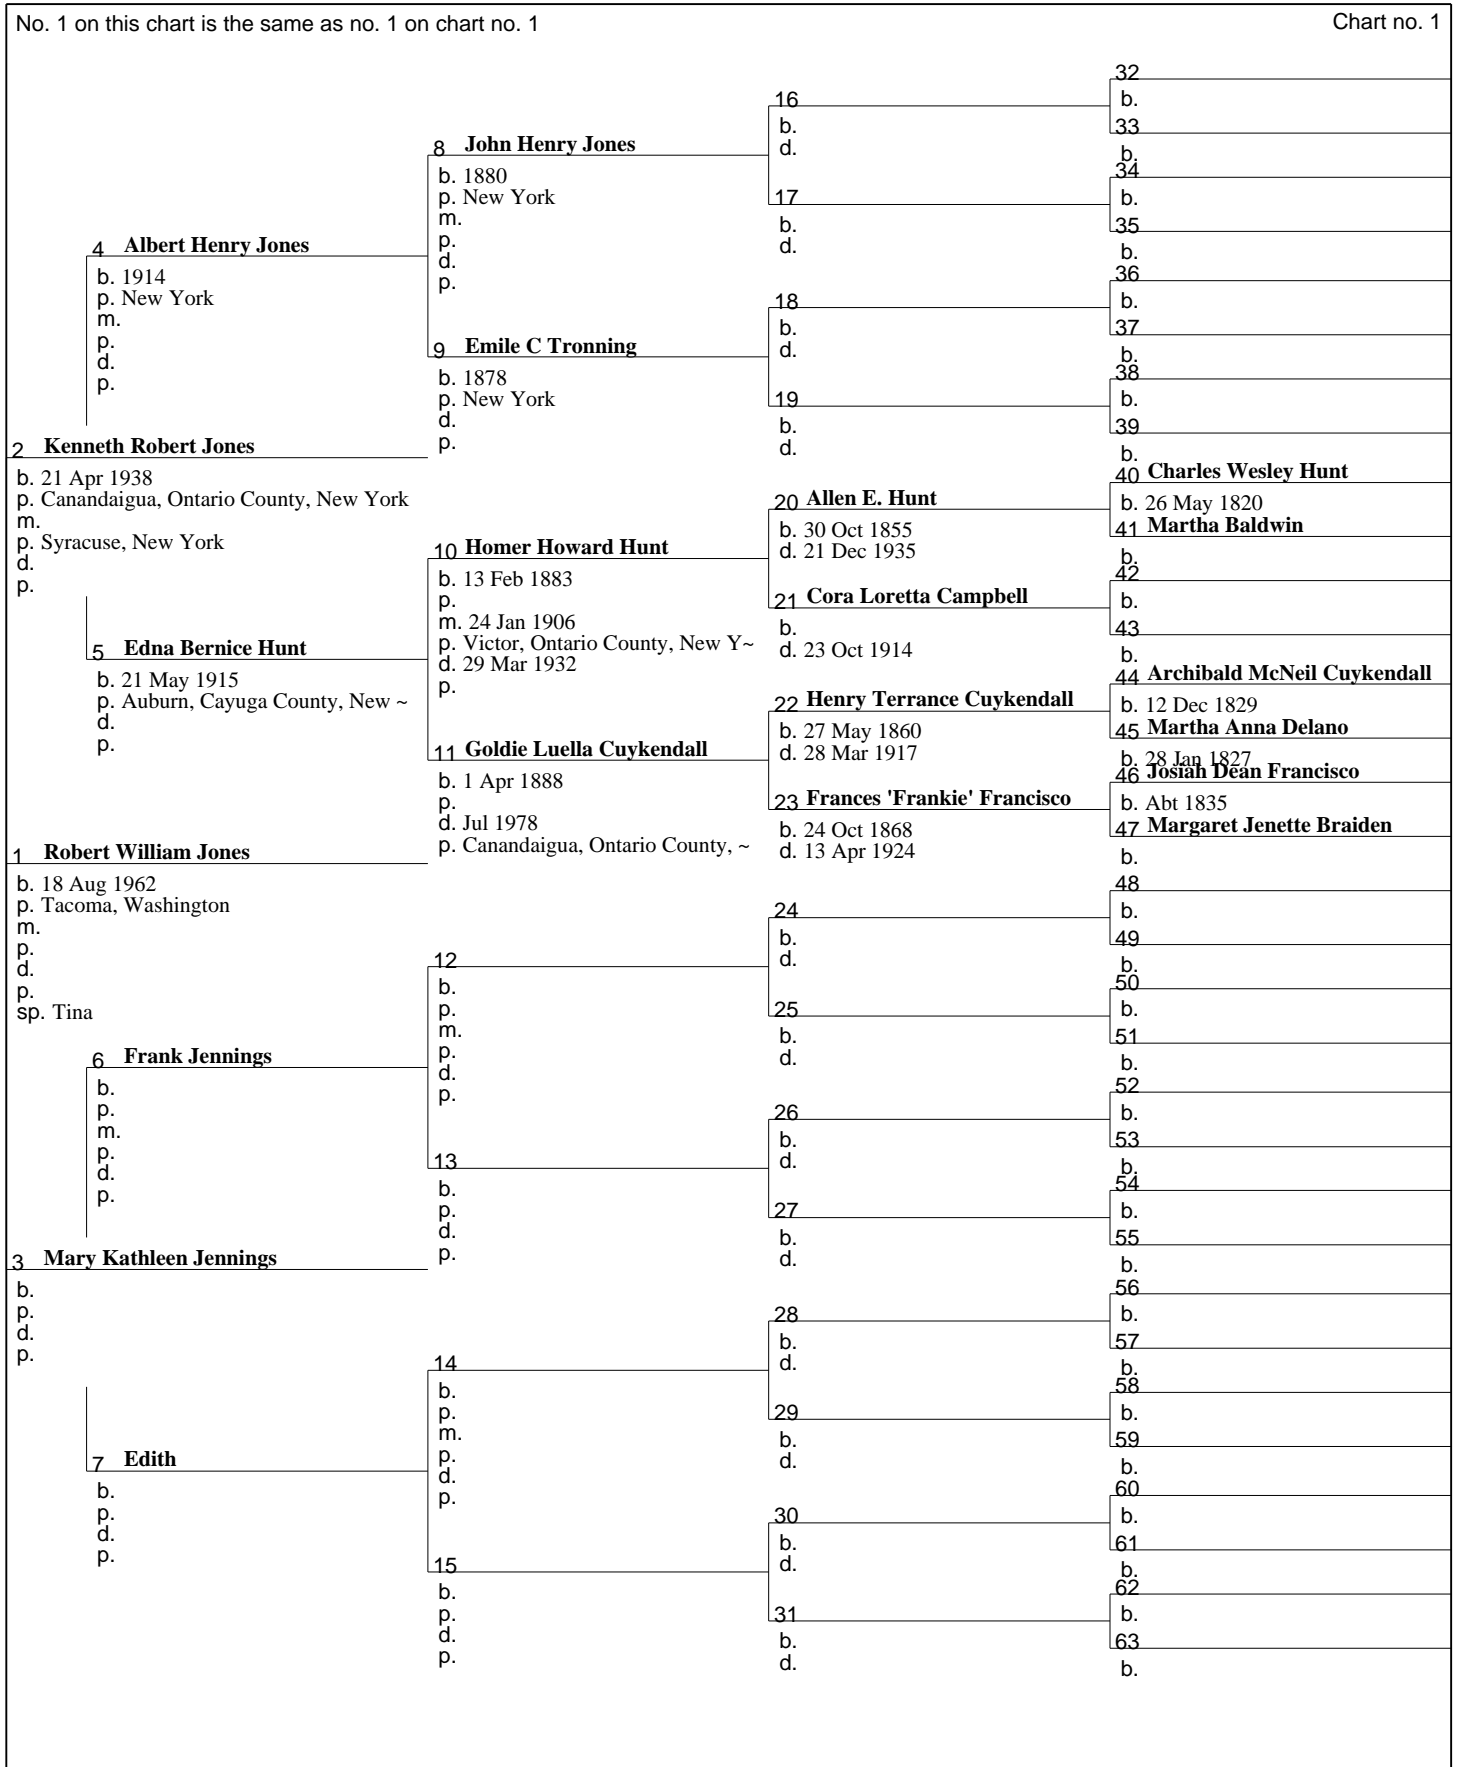 No. 1 on this chart is the same as no. 1 on chart no. 1
Chart no. 1
2 Kenneth Robert Jones
b. 21 Apr 1938
p. Canandaigua, Ontario County, New York
m.
p. Syracuse, New York
d.
p.
1 Robert William Jones
b. 18 Aug 1962
p. Tacoma, Washington
m.
p.
d.
p.
sp. Tina
3 Mary Kathleen Jennings
b.
p.
d.
p.
4 Albert Henry Jones
b. 1914
p. New York
m.
p.
d.
p.
5 Edna Bernice Hunt
b. 21 May 1915
p. Auburn, Cayuga County, New ~
d.
p.
6 Frank Jennings
b.
p.
m.
p.
d.
p.
7 Edith
b.
p.
d.
p.
8 John Henry Jones
b. 1880
p. New York
m.
p.
d.
p.
9 Emile C Tronning
b. 1878
p. New York
d.
p.
10 Homer Howard Hunt
b. 13 Feb 1883
p.
m. 24 Jan 1906
p. Victor, Ontario County, New Y~
d. 29 Mar 1932
p.
11 Goldie Luella Cuykendall
b. 1 Apr 1888
p.
d. Jul 1978
p. Canandaigua, Ontario County, ~
12
b.
p.
m.
p.
d.
p.
13
b.
p.
d.
p.
14
b.
p.
m.
p.
d.
p.
15
b.
p.
d.
p.
16
b.
d.
17
b.
d.
18
b.
d.
19
b.
d.
20 Allen E. Hunt
b. 30 Oct 1855
d. 21 Dec 1935
21 Cora Loretta Campbell
b.
d. 23 Oct 1914
22 Henry Terrance Cuykendall
b. 27 May 1860
d. 28 Mar 1917
23 Frances 'Frankie' Francisco
b. 24 Oct 1868
d. 13 Apr 1924
24
b.
d.
25
b.
d.
26
b.
d.
27
b.
d.
28
b.
d.
29
b.
d.
30
b.
d.
31
b.
d.
32
b.
33
b.
34
b.
35
b.
36
b.
37
b.
38
b.
39
b.
40 Charles Wesley Hunt
b. 26 May 1820
41 Martha Baldwin
b.
42
b.
43
b.
44 Archibald McNeil Cuykendall
b. 12 Dec 1829
45 Martha Anna Delano
b. 28 Jan 1827
46 Josiah Dean Francisco
b. Abt 1835
47 Margaret Jenette Braiden
b.
48
b.
49
b.
50
b.
51
b.
52
b.
53
b.
54
b.
55
b.
56
b.
57
b.
58
b.
59
b.
60
b.
61
b.
62
b.
63
b.